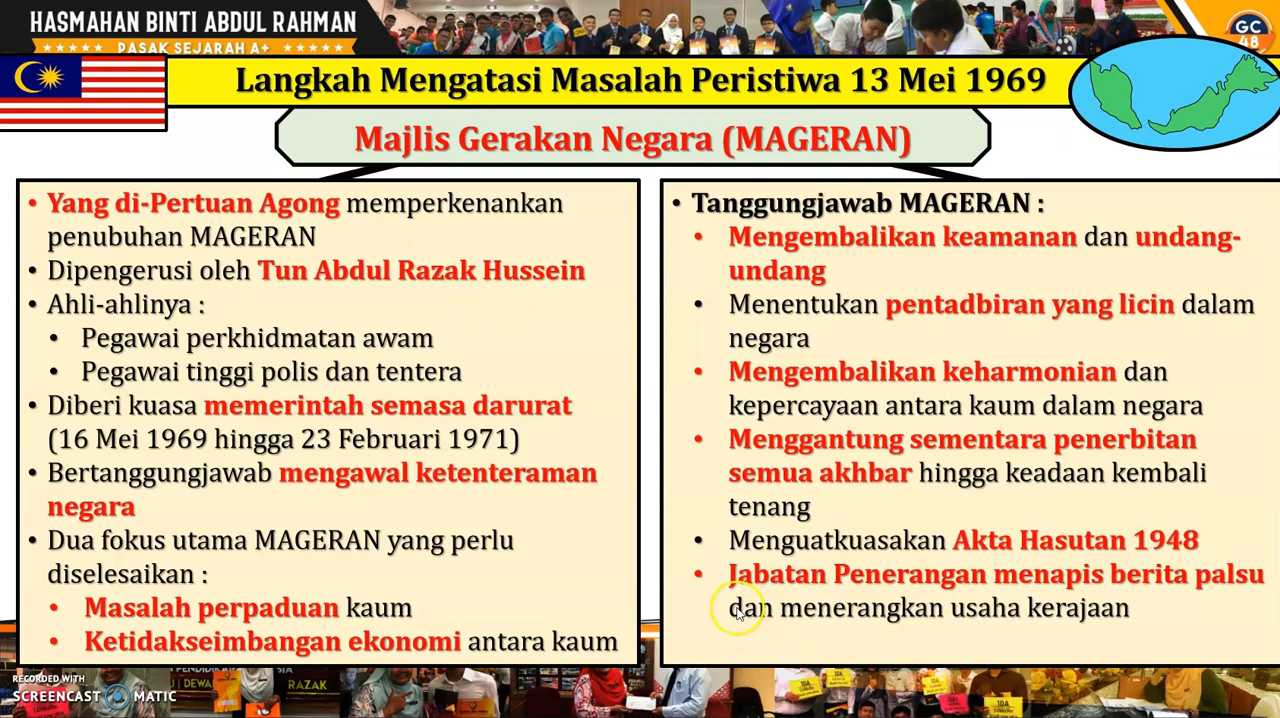 HASMAHAN BINTI ABDUL RAHMAN
PASAK SEJARAH A+
GC
48
Langkah Mengatasi Masalah Peristiwa 13 Mei 1969
Majlis Gerakan Negara (MAGERAN)
• Yang di-Pertuan Agong memperkenankan
penubuhan MAGERAN
• Dipengerusi oleh Tun Abdul Razak Hussein
• Ahli-ahlinya :
• Pegawai perkhidmatan awam
• Pegawai tinggi polis dan tentera
• Diberi kuasa memerintah semasa darurat
(16 Mei 1969 hingga 23 Februari 1971)
• Bertanggungjawab mengawal ketenteraman
negara
• Dua fokus utama MAGERAN yang perlu
diselesaikan :
• Masalah perpaduan kaum
• Ketidakseimbangan ekonomi antara kaum
• Tanggungjawab MAGERAN :
• Mengembalikan keamanan dan undang-
undang
• Menentukan pentadbiran yang licin dalam
negara
• Mengembalikan keharmonian dan
kepercayaan antara kaum dalam negara
• Menggantung sementara penerbitan
semua akhbar hingga keadaan kembali
tenang
• Menguatkuasakan Akta Hasutan 1948
• Jabatan Penerangan menapis berita palsu
dan menerangkan usaha kerajaan
RECORDED WITH
SCREENCAST MATIC
RAZAK